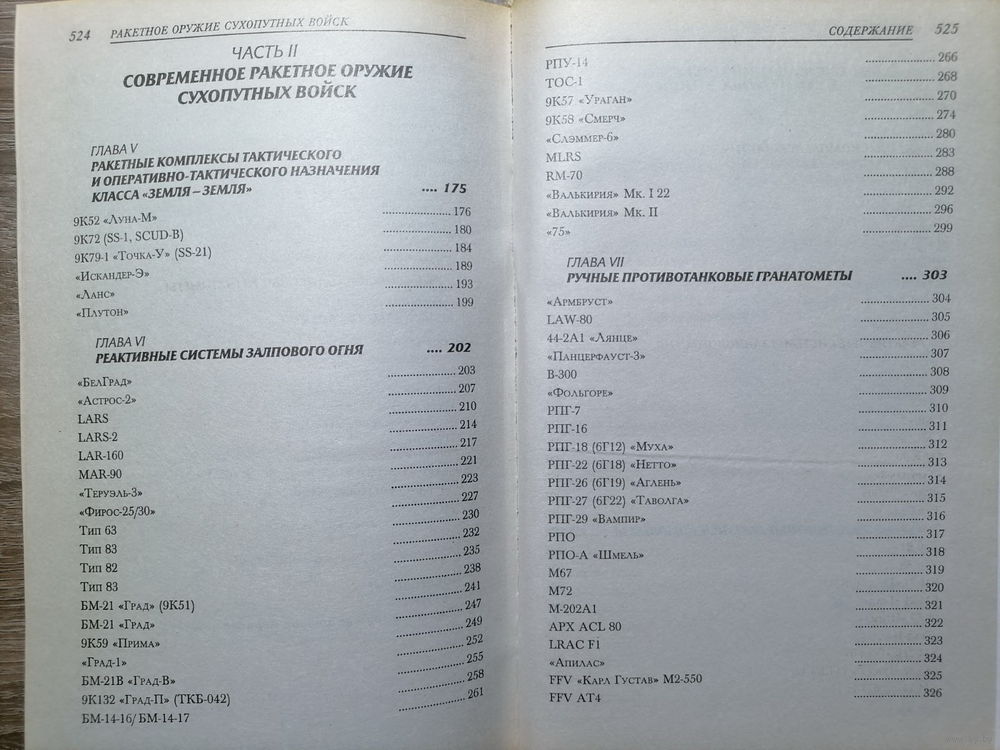 524 РАКЕТНОЕ ОРУЖИЕ СУХОПУТНЫХ ВОЙСК
ЧАСТЬ II
СОВРЕМЕННОЕ РАКЕТНОЕ ОРУЖИЕ
СУХОПУТНЫХ ВОЙСК
ГЛАВА V
РАКЕТНЫЕ КОМПЛЕКСЫ ТАКТИЧЕСКОГО
И ОПЕРАТИВНО-ТАКТИЧЕСКОГО НАЗНАЧЕНИЯ
КЛАССА «ЗЕМЛЯ – ЗЕМЛЯ» .... 175
9К52 «Луна-М» .................... 176
9К72 (SS-1, SCUD-B) .................... 180
9К79-1 «Точка-У» (SS-21) .................... 184
«Искандер-Э» .................... 189
«Ланс» .................... 193
«Плутон» .................... 199
ГЛАВА VI
РЕАКТИВНЫЕ СИСТЕМЫ ЗАЛПОВОГО ОГНЯ .... 202
«БелГрад» .................... 203
«Астрос-2» .................... 207
LARS .................... 210
LARS-2 .................... 214
LAR-160 .................... 217
MAR-90 .................... 221
«Теруэль-3» .................... 223
«Фирос-25/30» .................... 227
Тип 63 .................... 230
Тип 83 .................... 232
Тип 82 .................... 235
Тип 83 .................... 238
БМ-21 «Град» (9К51) .................... 241
БМ-21 «Град» .................... 247
9К59 «Прима» .................... 249
«Град-1» .................... 252
БМ-21В «Град-В» .................... 255
9К132 «Град-П» (ТКБ-042) .................... 258
БМ-14-16/ БМ-14-17 .................... 261
СОДЕРЖАНИЕ 525
РПУ-14 .................... 266
ТОС-1 .................... 268
9К57 «Ураган» .................... 270
9К58 «Смерч» .................... 274
«Слэммер-6» .................... 280
MLRS .................... 283
RM-70 .................... 288
«Валькирия» Мк. I 22 .................... 292
«Валькирия» Мк. II .................... 296
«75» .................... 299
ГЛАВА VII
РУЧНЫЕ ПРОТИВОТАНКОВЫЕ ГРАНАТОМЕТЫ .... 303
«Армбруст» .................... 304
LAW-80 .................... 305
44-2А1 «Лянце» .................... 306
«Панцерфауст-3» .................... 307
В-300 .................... 308
«Фольгоре» .................... 309
РПГ-7 .................... 310
РПГ-16 .................... 311
РПГ-18 (6Г12) «Муха» .................... 312
РПГ-22 (6Г18) «Нетто» .................... 313
РПГ-26 (6Г19) «Аглень» .................... 314
РПГ-27 (6Г22) «Таволга» .................... 315
РПГ-29 «Вампир» .................... 316
РПО .................... 317
РПО-А «Шмель» .................... 318
М67 .................... 319
М72 .................... 320
М-202А1 .................... 321
APX ACL 80 .................... 322
LRAC F1 .................... 323
«Апилас» .................... 324
FFV «Карл Густав» М2-550 .................... 325
FFV AT4 .................... 326